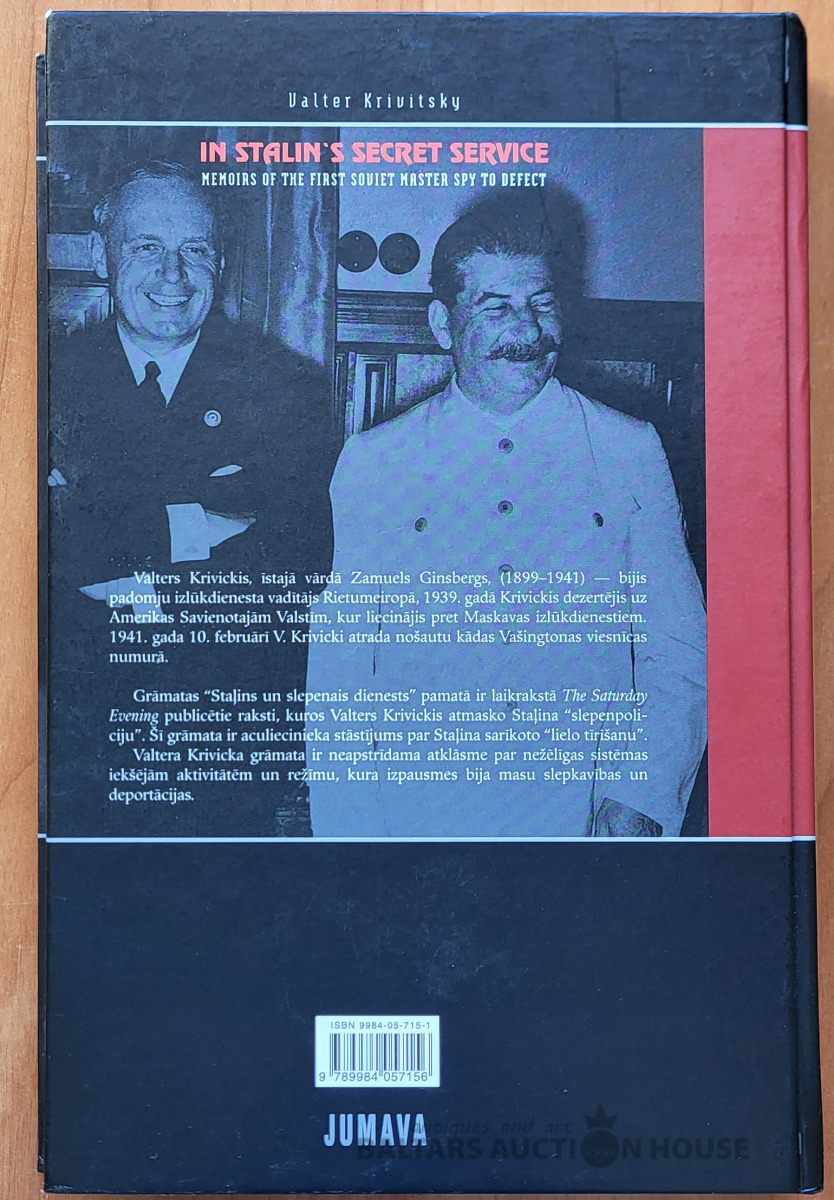 Valter Krivitsky
IN STALIN`S SECRET SERVICE
MEMOIRS OF THE FIRST SOVIET MASTER SPY TO DEFECT
Valters Krivickis, īstajā vārdā Zamuels Ginsbergs, (1899–1941) — bijis
padomju izlūkdienesta vadītājs Rietumeiropā, 1939. gadā Krivickis dezertējis uz
Amerikas Savienotajām Valstīm, kur liecinājis pret Maskavas izlūkdienestiem.
1941. gada 10. februārī V. Krivicki atrada nošautu kādas Vašingtonas viesnīcas
numurā.
Grāmatas “Staļins un slepenais dienests” pamatā ir laikrakstā The Saturday
Evening publicētie raksti, kuros Valters Krivickis atmasko Staļina “slepenpoli-
ciju”. Šī grāmata ir aculiecinieka stāstījums par Staļina sarīkoto “lielo tīrīšanu”.
Valtera Krivicka grāmata ir neapstrīdama atklāsme par nežēlīgas sistēmas
iekšējām aktivitātēm un režīmu, kura izpausmes bija masu slepkavības un
deportācijas.
ISBN 9984-05-715-1
9 789984 057156
JUMAVA
antiques and art
BALTARS AUCTION HOUSE